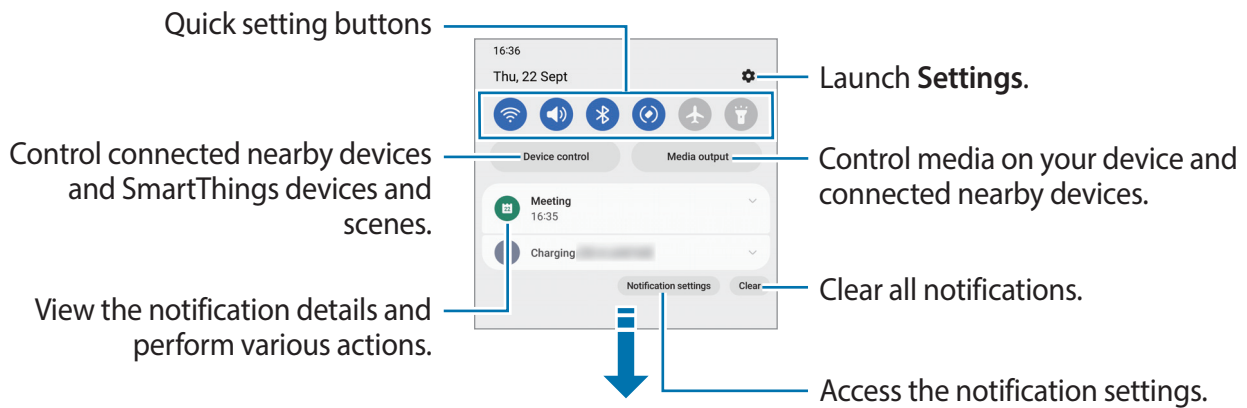 Quick setting buttons
16:36
Thu, 22 Sept
Launch Settings.
Control connected nearby devices
and SmartThings devices and
scenes.
Device control
Media output
Control media on your device and
connected nearby devices.
22
Meeting
16:35
Charging
Notification settings
Clear
Clear all notifications.
View the notification details and
perform various actions.
Access the notification settings.